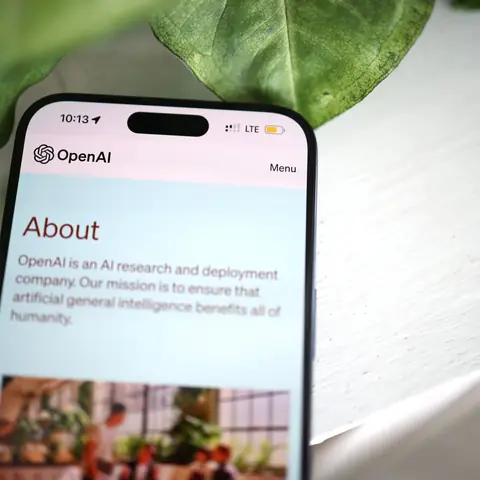 10:13 LTE
OpenAI
Menu
About
OpenAI is an AI research and deployment
company. Our mission is to ensure that
artificial general intelligence benefits all of
humanity.